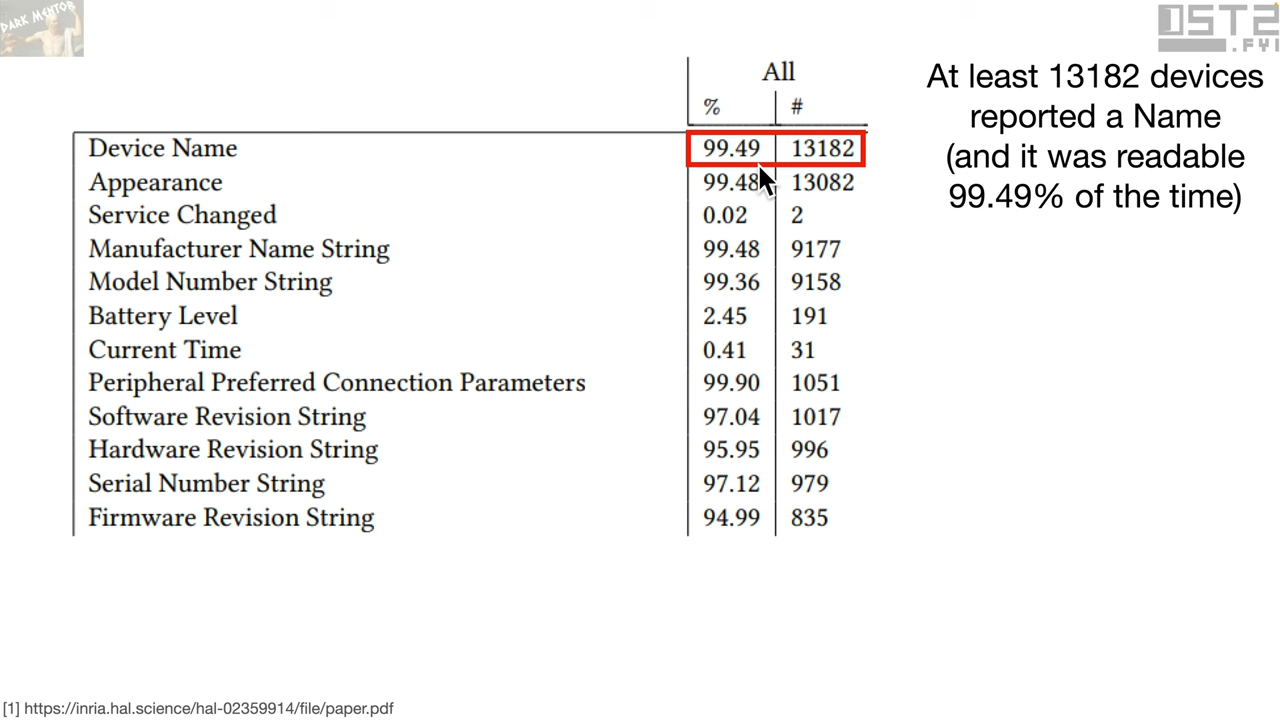 DARK MENTOR
OST2
.FYI
All
% #
Device Name 99.49 13182
Appearance 99.48 13082
Service Changed 0.02 2
Manufacturer Name String 99.48 9177
Model Number String 99.36 9158
Battery Level 2.45 191
Current Time 0.41 31
Peripheral Preferred Connection Parameters 99.90 1051
Software Revision String 97.04 1017
Hardware Revision String 95.95 996
Serial Number String 97.12 979
Firmware Revision String 94.99 835
At least 13182 devices
reported a Name
(and it was readable
99.49% of the time)
[1] https://inria.hal.science/hal-02359914/file/paper.pdf